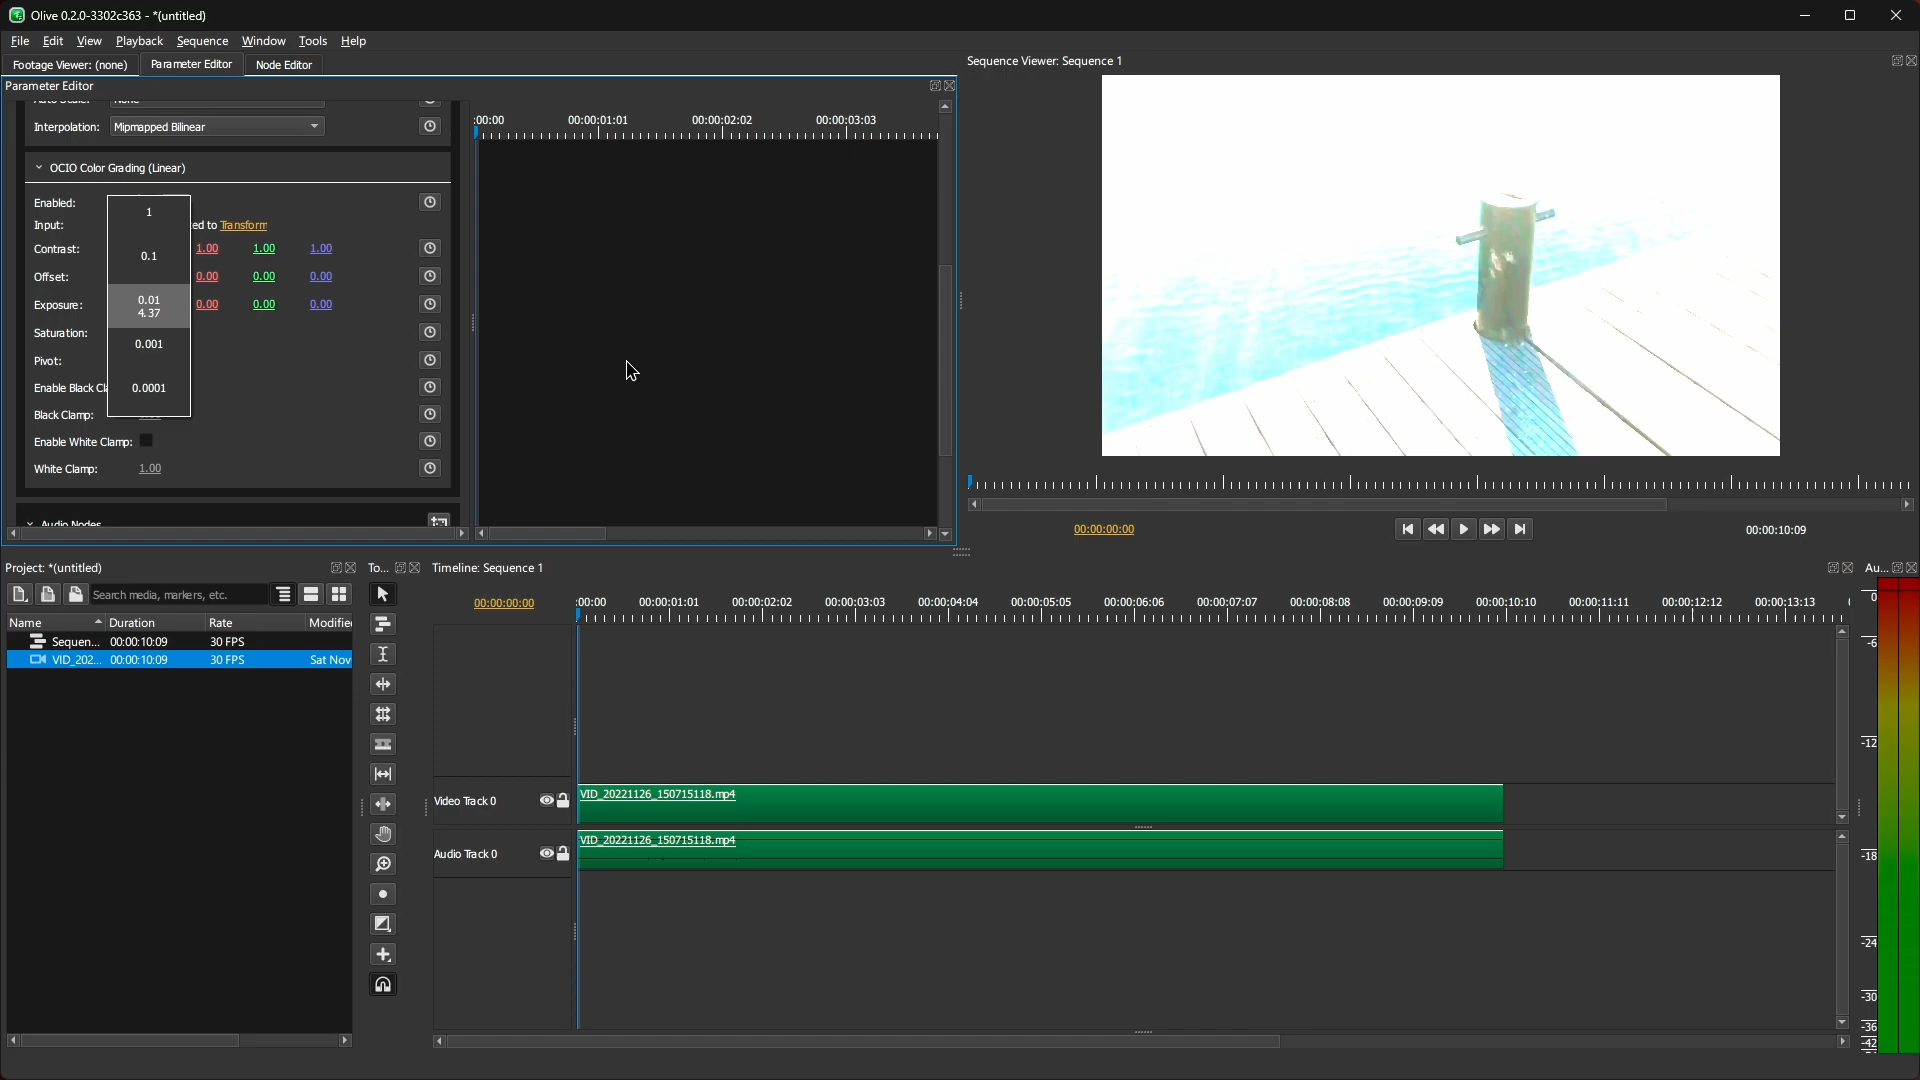 Olive 0.2.0-3302c363 - *(untitled)
File Edit View Playback Sequence Window Tools Help
Footage Viewer: (none) Parameter Editor Node Editor
Sequence Viewer: Sequence 1
Parameter Editor
Interpolation: Mipmapped Bilinear
:00:00 00:00:01:01 00:00:02:02 00:00:03:03
OCIO Color Grading (Linear)
Enabled:
1
Input: ed to Transform
Contrast: 1.00 1.00 1.00
0.1
Offset: 0.00 0.00 0.00
0.01
Exposure: 0.00 0.00 0.00
4.37
Saturation:
0.001
Pivot:
Enable Black Cla
0.0001
Black Clamp:
Enable White Clamp:
White Clamp: 1.00
Audio Nodes
00:00:00:00
00:00:10:09
Project: *(untitled)
Search media, markers, etc.
Name Duration Rate Modified
Sequen... 00:00:10:09 30 FPS
VID_202... 00:00:10:09 30 FPS Sat Nov
To...
Timeline: Sequence 1
00:00:00:00
:00:00 00:00:01:01 00:00:02:02 00:00:03:03 00:00:04:04 00:00:05:05 00:00:06:06 00:00:07:07 00:00:08:08 00:00:09:09 00:00:10:10 00:00:11:11 00:00:12:12 00:00:13:13
Video Track 0
VID_20221126_150715118.mp4
Audio Track 0
VID_20221126_150715118.mp4
Au...
0
-6
-12
-18
-24
-30
-36
-42